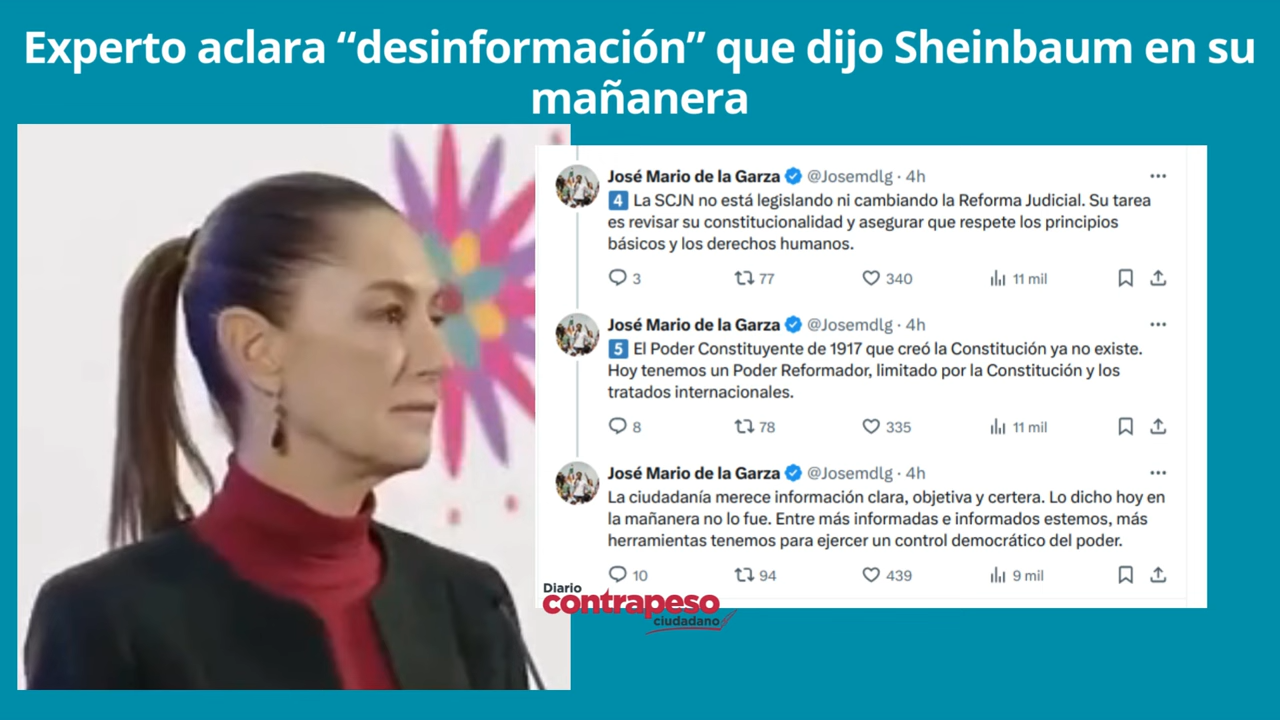 Experto aclara “desinformación” que dijo Sheinbaum en su
mañanera
José Mario de la Garza @Josemdlg · 4h
4 La SCJN no está legislando ni cambiando la Reforma Judicial. Su tarea
es revisar su constitucionalidad y asegurar que respete los principios
básicos y los derechos humanos.
3 77 340 11 mil
José Mario de la Garza @Josemdlg · 4h
5 El Poder Constituyente de 1917 que creó la Constitución ya no existe.
Hoy tenemos un Poder Reformador, limitado por la Constitución y los
tratados internacionales.
8 78 335 11 mil
José Mario de la Garza @Josemdlg · 4h
La ciudadanía merece información clara, objetiva y certera. Lo dicho hoy en
la mañanera no lo fue. Entre más informadas e informados estemos, más
herramientas tenemos para ejercer un control democrático del poder.
10 94 439 9 mil
Diario
contrapeso
ciudadano